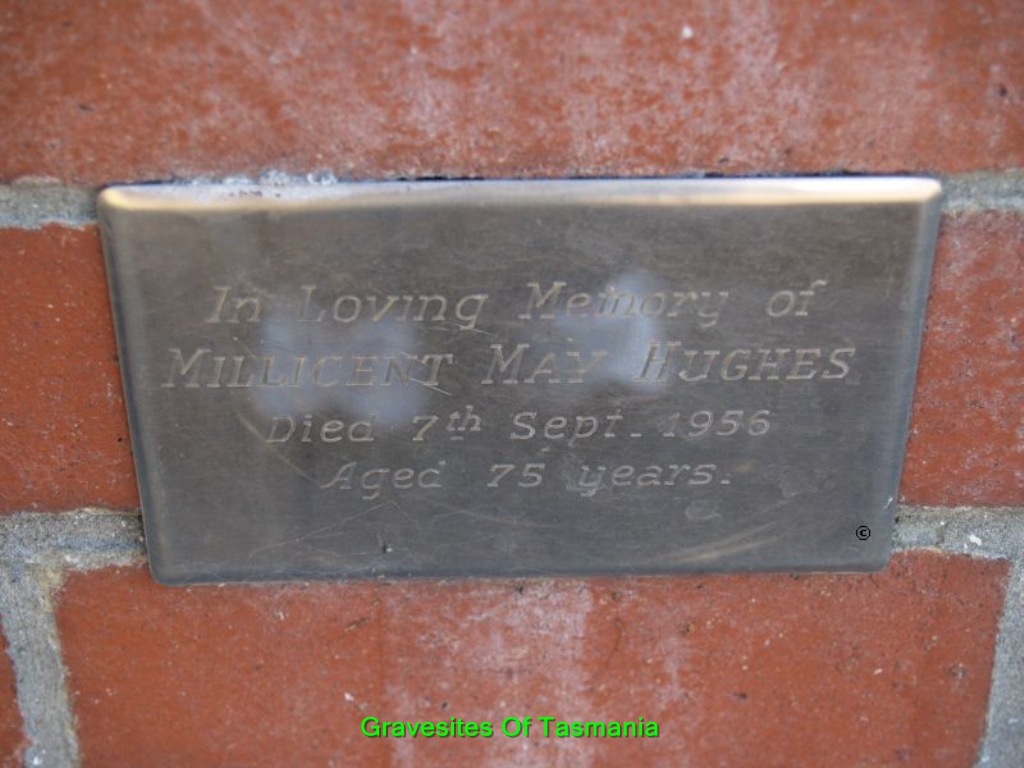 In Loving Memory of
MILLICENT MAY HUGHES
Died 7th Sept. 1956
Aged 75 years.
©
Gravesites Of Tasmania